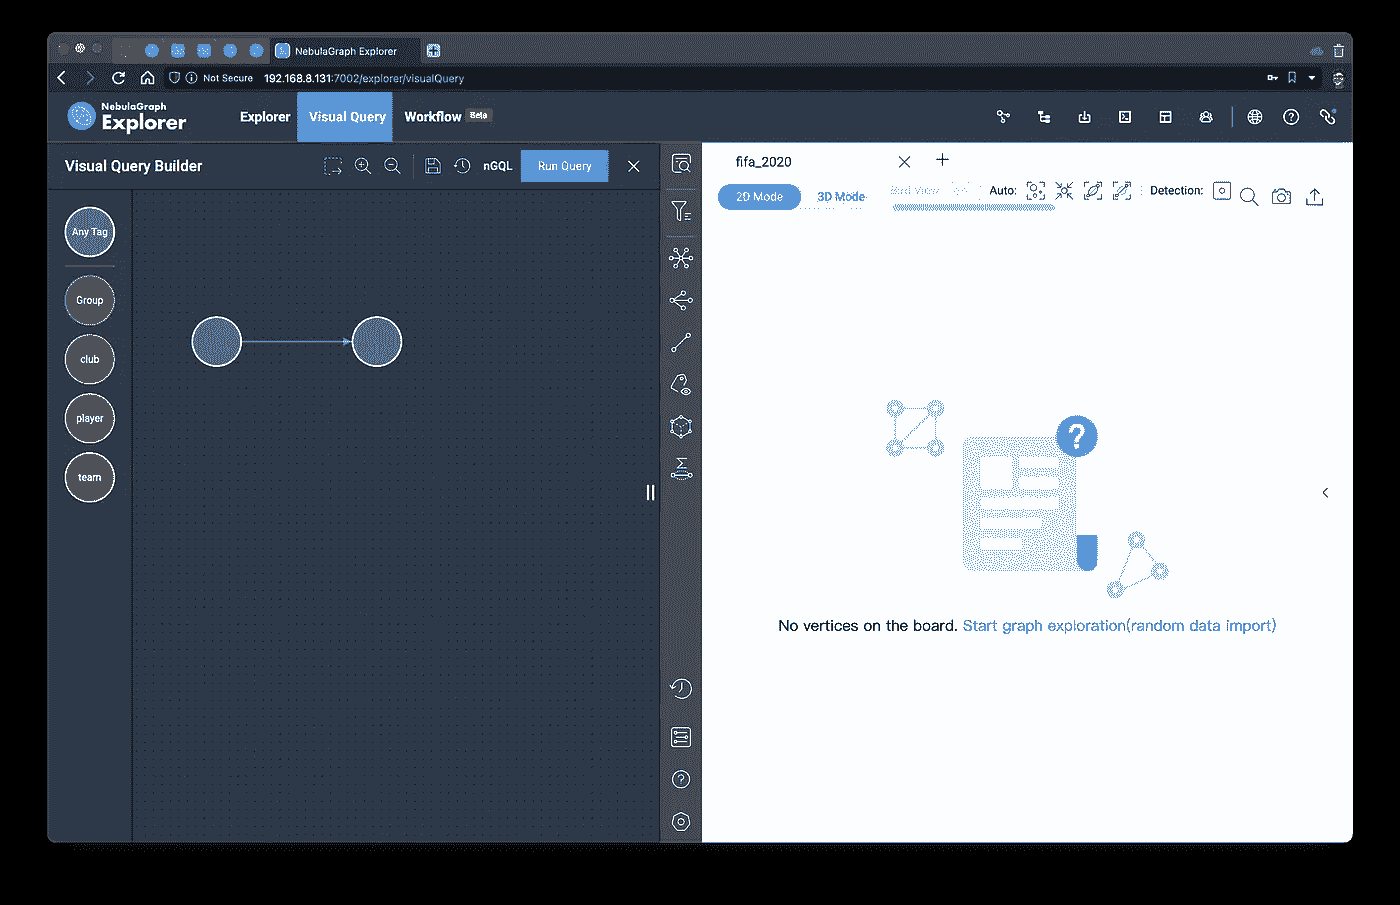 NebulaGraph Explorer
Not Secure 192.168.8.131:7002/explorer/visualQuery
NebulaGraph
Explorer
Explorer Visual Query Workflow Beta
Visual Query Builder nGQL Run Query
Any Tag
Group
club
player
team
fifa_2020
2D Mode 3D Mode Bird View: Auto: Detection:
No vertices on the board. Start graph exploration(random data import)